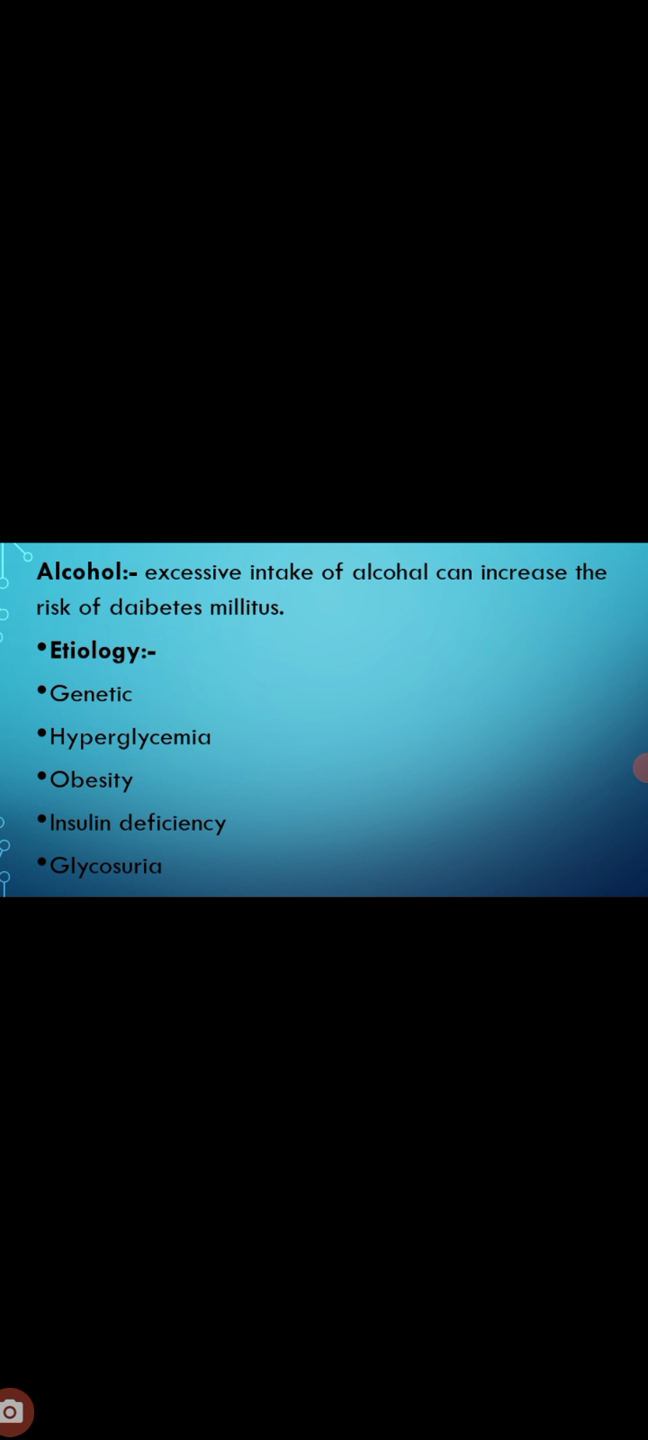 Alcohol:- excessive intake of alcohal can increase the
risk of daibetes millitus.
•Etiology:-
•Genetic
•Hyperglycemia
•Obesity
•Insulin deficiency
•Glycosuria